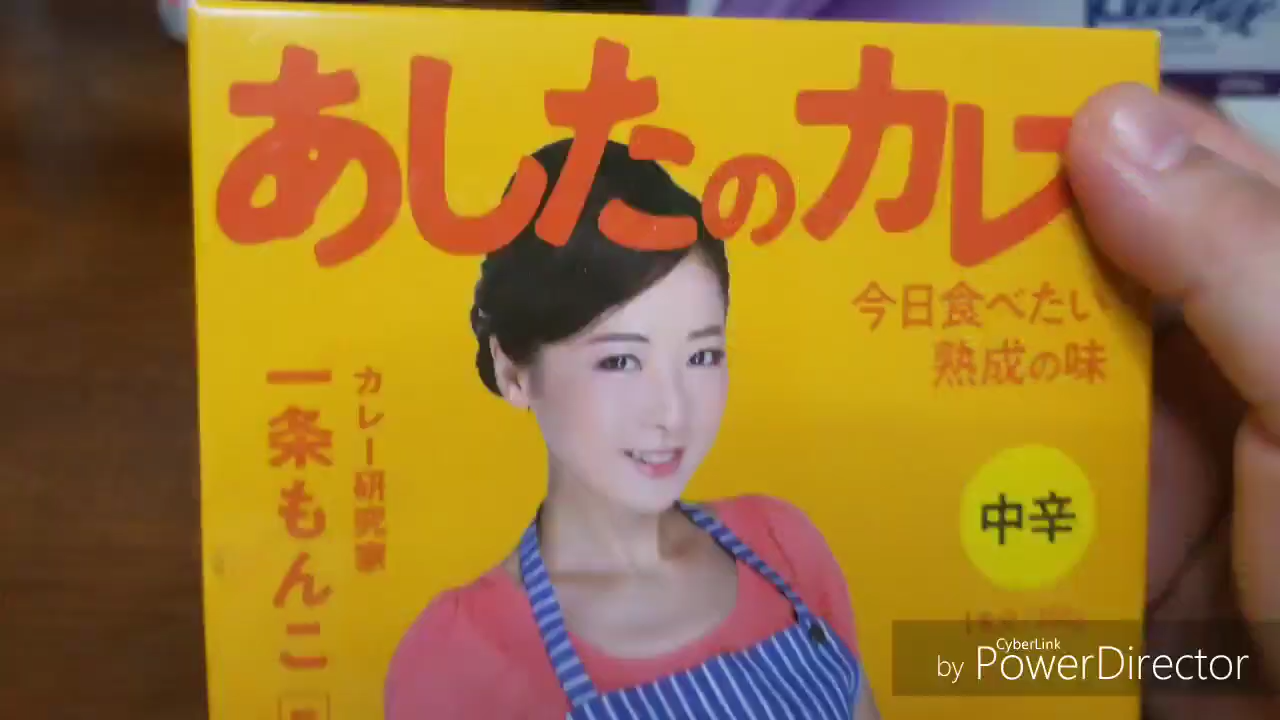 あしたのカレ
今日食べたい
熟成の味
カレー研究家
一条もんこ
中辛
by CyberLink PowerDirector